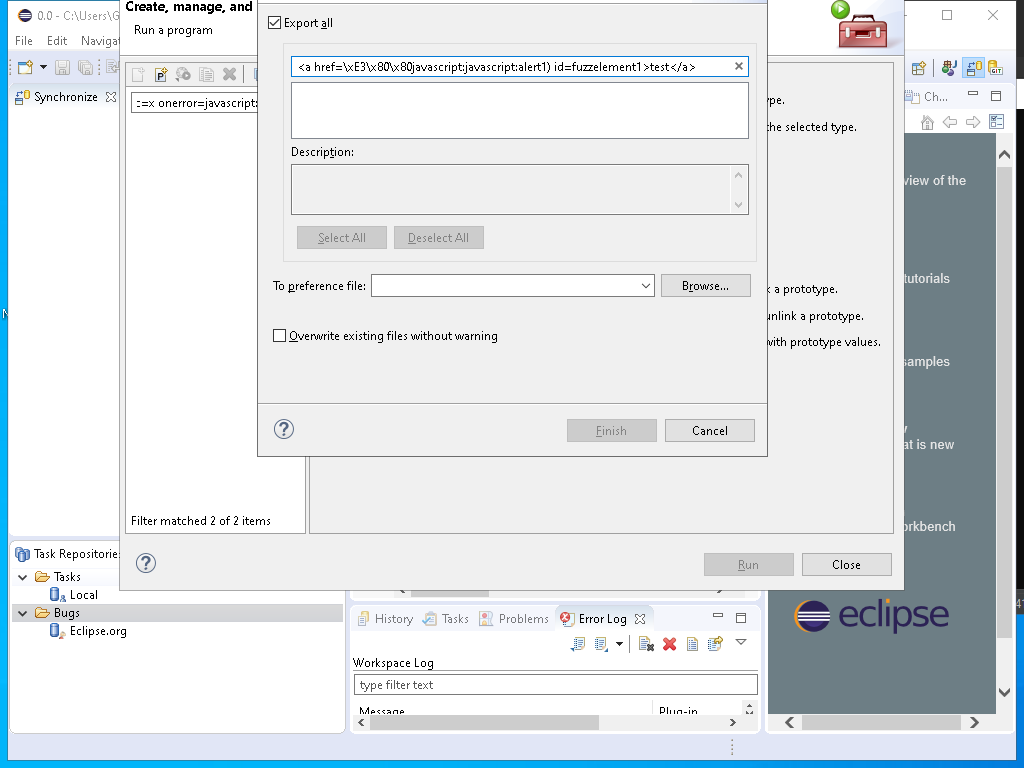 0.0 - C:\Users\G
File Edit Navigat
Create, manage, and
Run a program
Export all
<a href=\xE3\x80\x80javascript:javascript:alert1) id=fuzzelement1>test</a>
Synchronize
:=x onerror=javascript:
Ch...
Description:
Select All
Deselect All
To preference file:
Browse...
Overwrite existing files without warning
Finish
Cancel
ype.
the selected type.
k a prototype.
unlink a prototype.
with prototype values.
view of the
tutorials
samples
at is new
orkbench
Filter matched 2 of 2 items
Run
Close
Task Repositories
Tasks
Local
Bugs
Eclipse.org
History
Tasks
Problems
Error Log
Workspace Log
type filter text
Message
Plug-in
eclipse
GIT